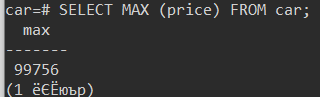 car=# SELECT MAX (price) FROM car;
max
-------
99756
(1 ёЄЁюър)